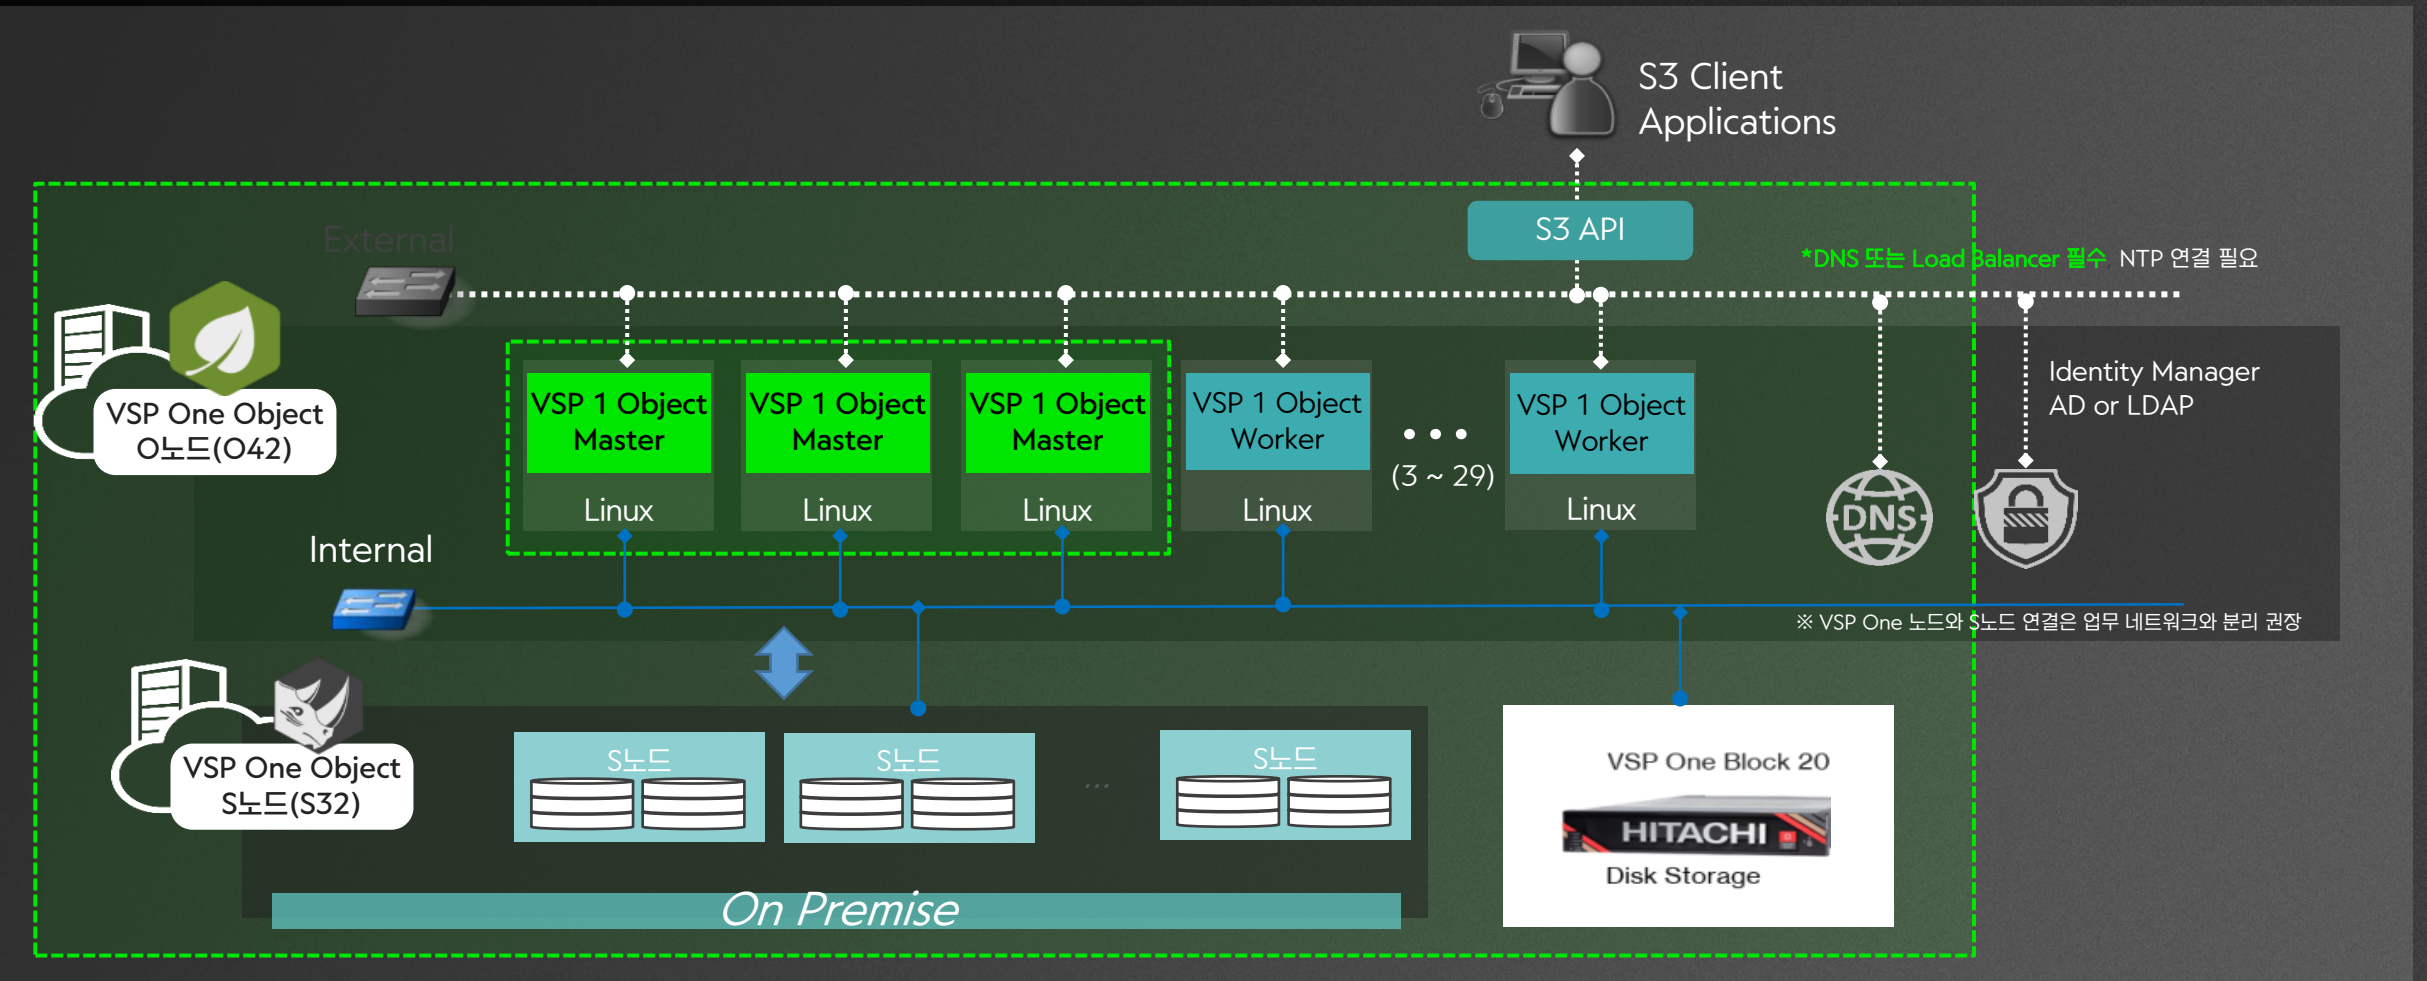 S3 Client
Applications
S3 API
External
*DNS 또는 Load Balancer 필수, NTP 연결 필요
VSP One Object
O노드(O42)
VSP 1 Object
Master
Linux
VSP 1 Object
Master
Linux
VSP 1 Object
Master
Linux
VSP 1 Object
Worker
Linux
• • •
(3 ~ 29)
VSP 1 Object
Worker
Linux
Identity Manager
AD or LDAP
DNS
Internal
※ VSP One 노드와 S노드 연결은 업무 네트워크와 분리 권장
VSP One Object
S노드(S32)
S노드
S노드
...
S노드
On Premise
VSP One Block 20
HITACHI
Disk Storage